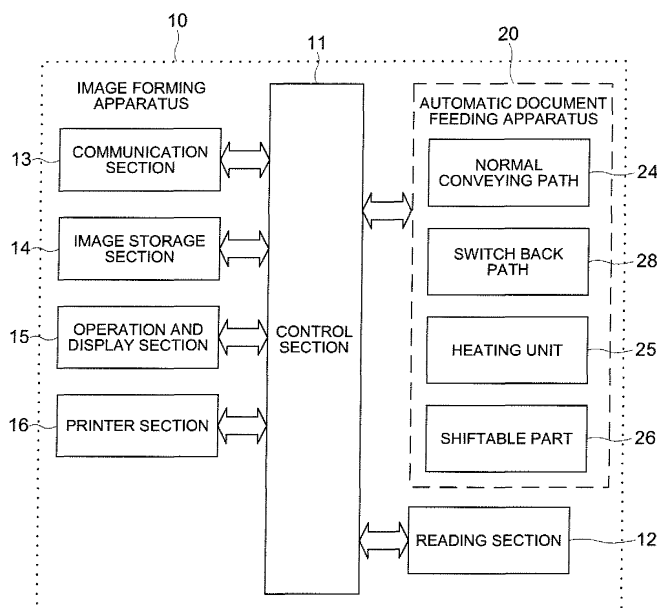 10
11
20
IMAGE FORMING
APPARATUS
AUTOMATIC DOCUMENT
FEEDING APPARATUS
13
COMMUNICATION
SECTION
NORMAL
CONVEYING PATH
24
14
IMAGE STORAGE
SECTION
SWITCH BACK
PATH
28
15
OPERATION AND
DISPLAY SECTION
CONTROL
SECTION
HEATING UNIT
25
16
PRINTER SECTION
SHIFTABLE PART
26
READING SECTION
12